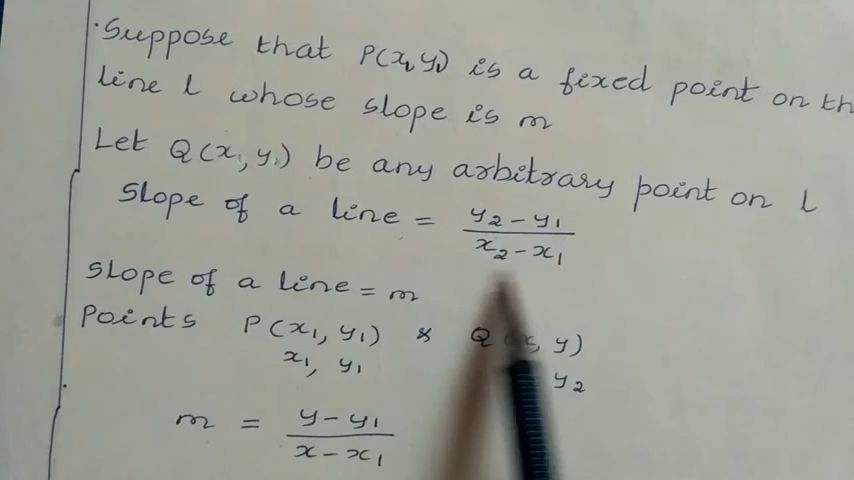 Suppose that P(x₁, y₁) is a fixed point on
line l whose slope is m
Let Q(x, y,) be any arbitrary point on l
Slope of a line = y₂ - y₁ / x₂ - x₁
Slope of a line = m
Points P(x₁, y₁) & Q(x, y)
x₁, y₁ y₂
m = y - y₁ / x - x₁